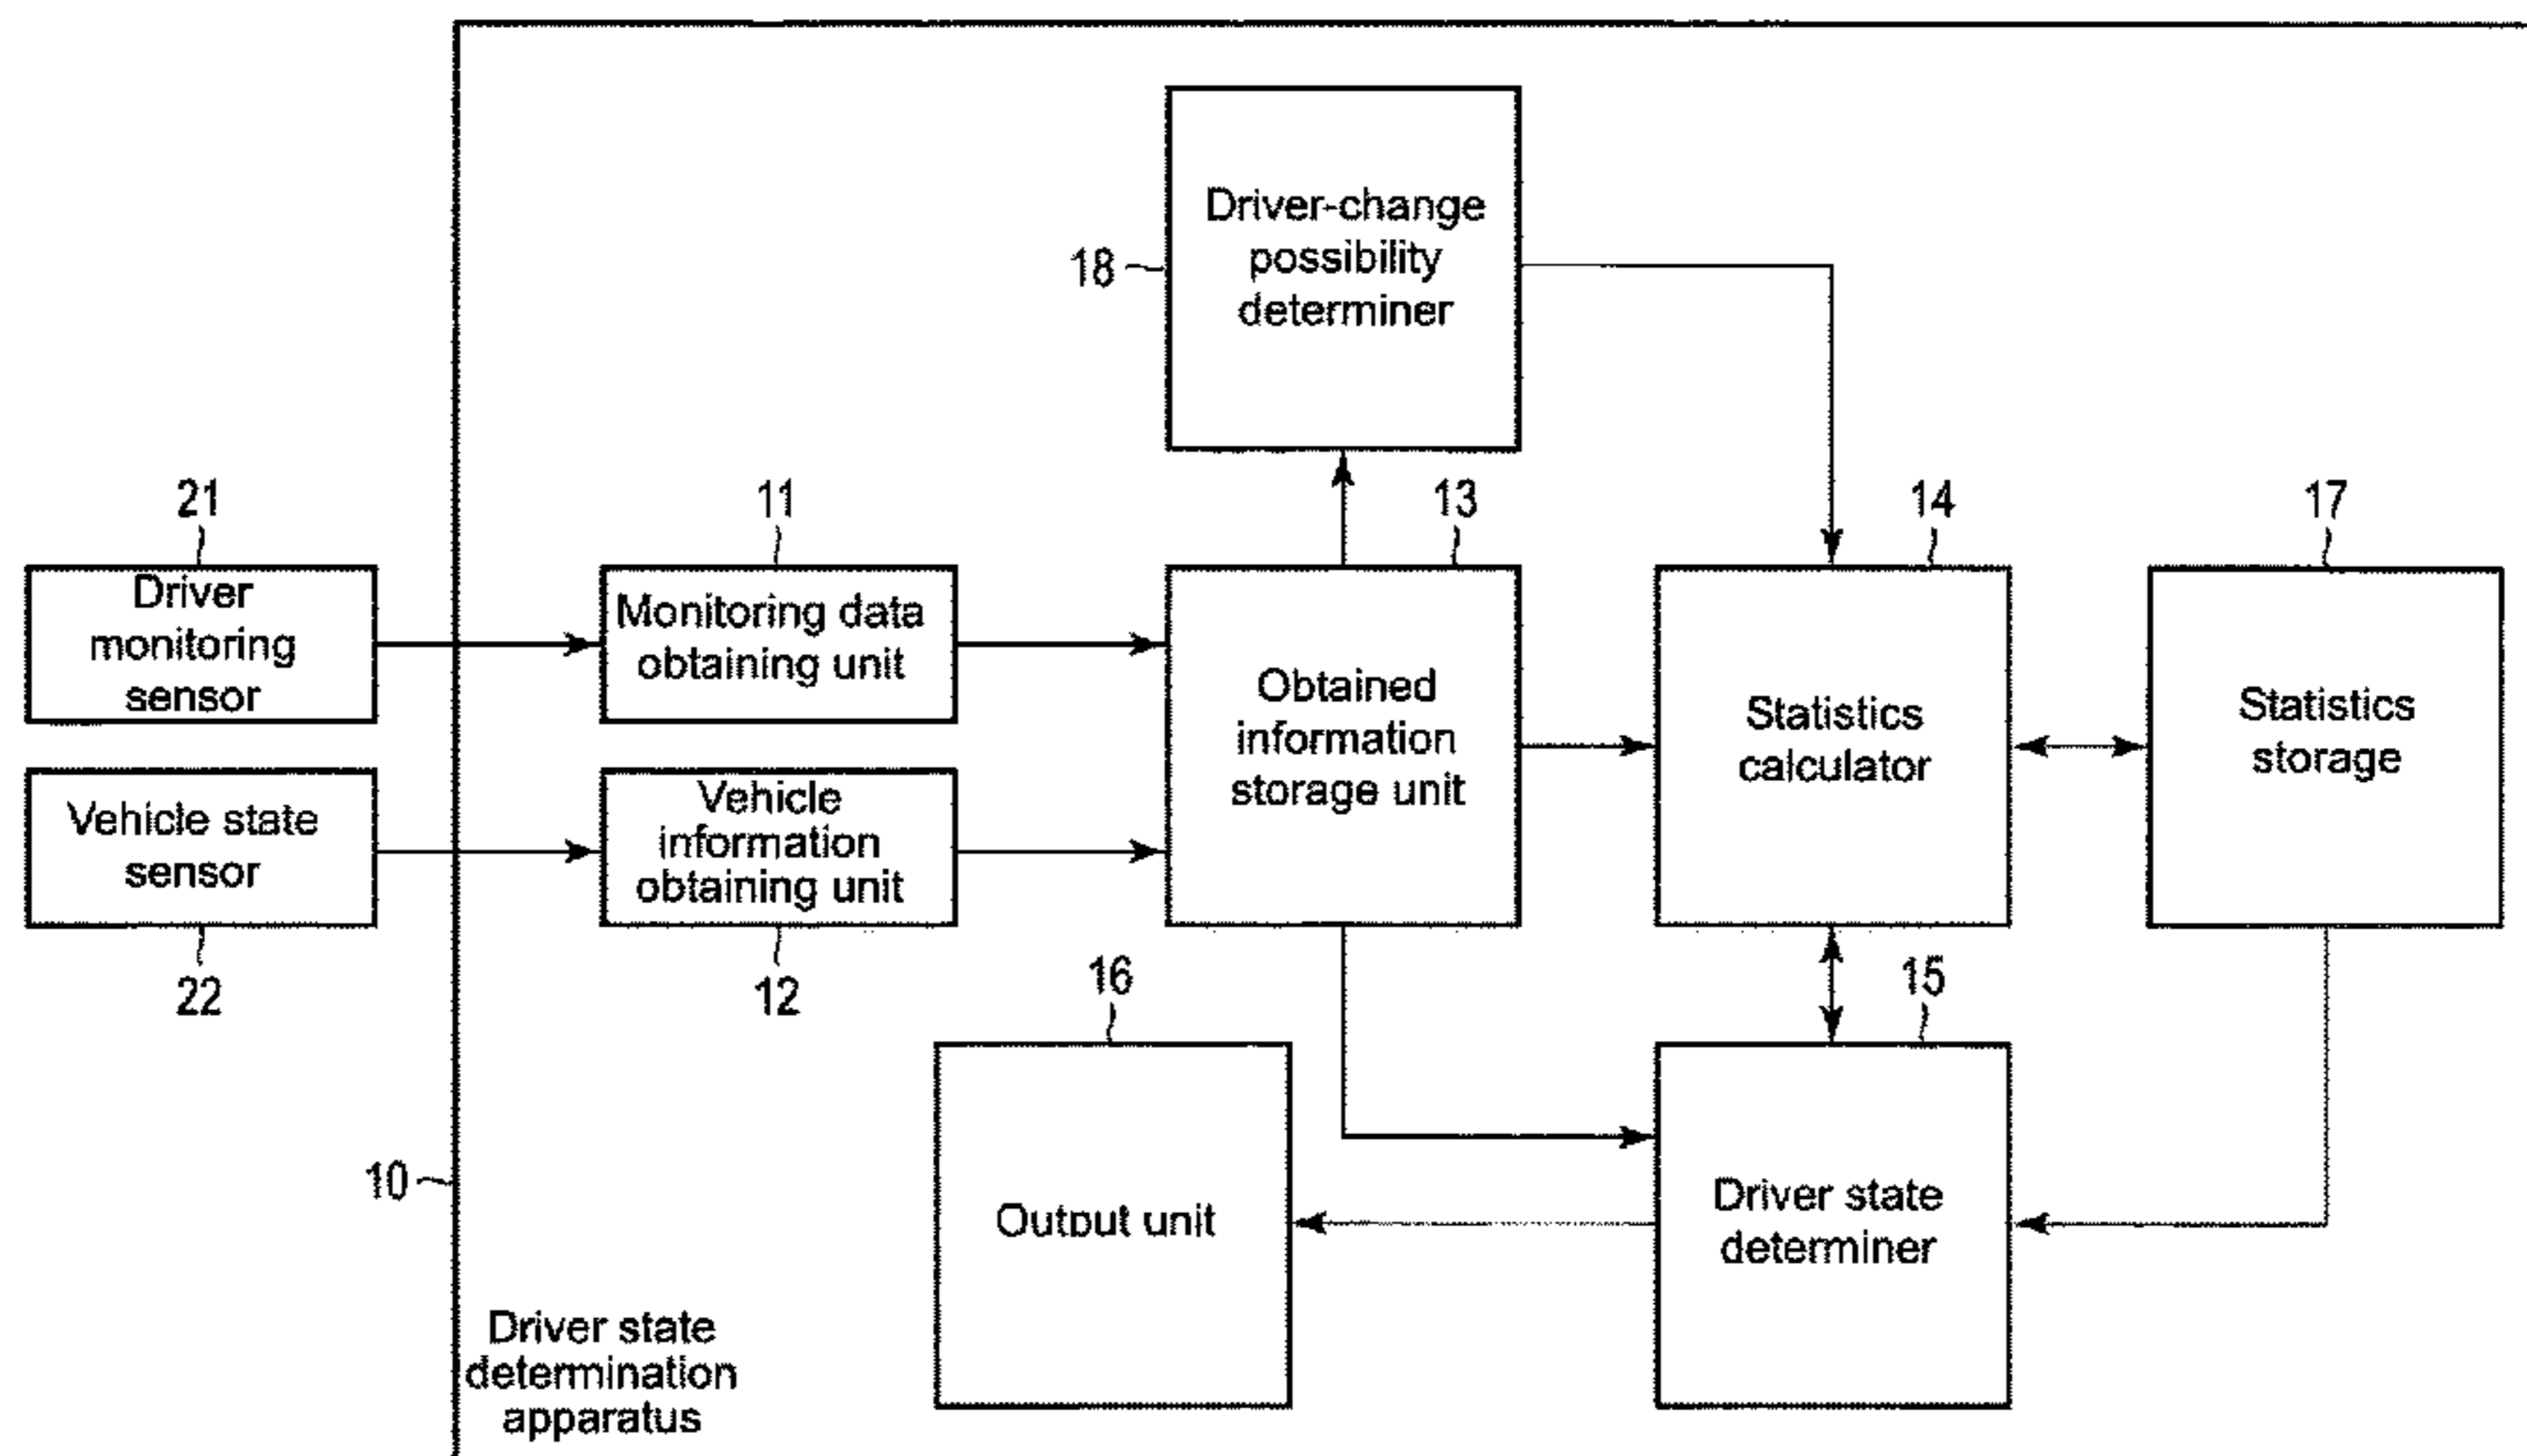 Driver-change
possibility
determiner
18
21
11
13
14
17
Driver
monitoring
sensor
Monitoring data
obtaining unit
Obtained
information
storage unit
Statistics
calculator
Statistics
storage
Vehicle state
sensor
Vehicle
information
obtaining unit
22
12
16
15
10
Output unit
Driver state
determiner
Driver state
determination
apparatus